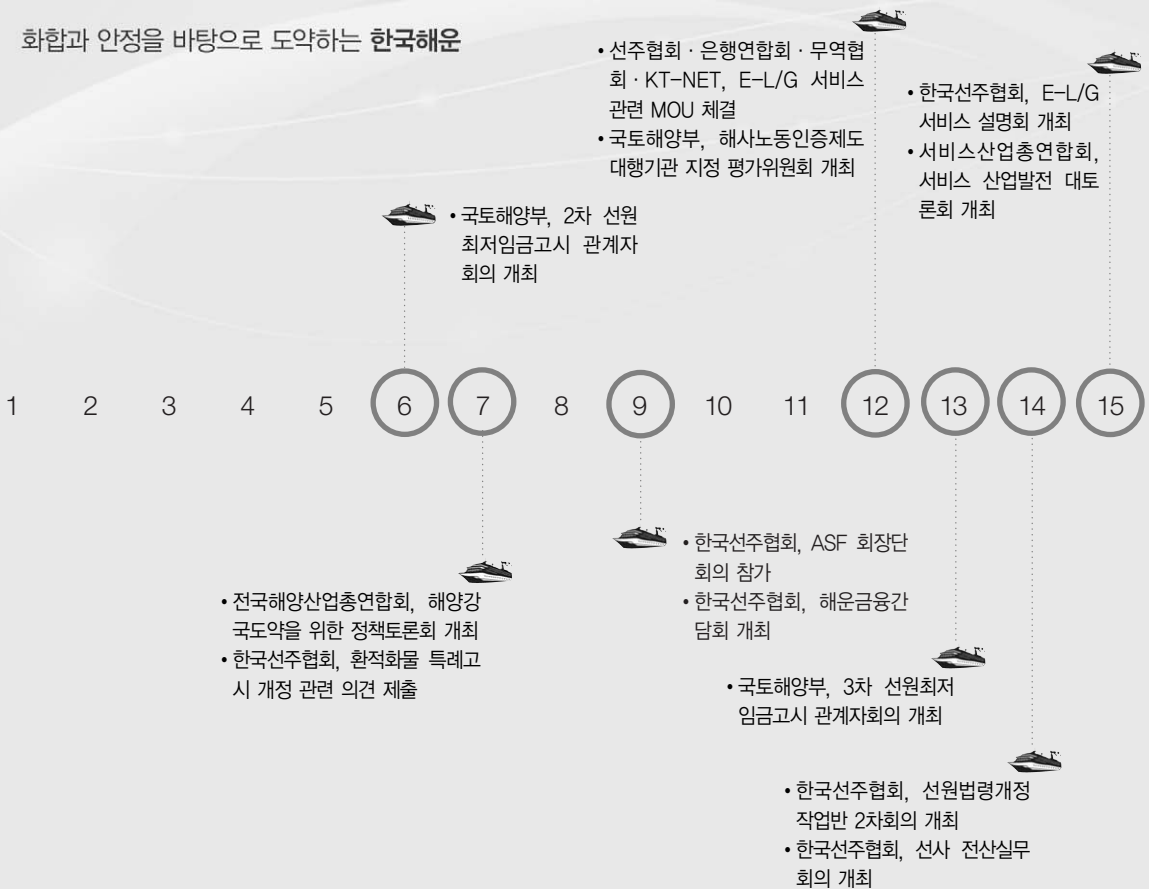 화합과 안정을 바탕으로 도약하는 한국해운
• 선주협회 · 은행연합회 · 무역협
회 · KT-NET, E-L/G 서비스
관련 MOU 체결
• 국토해양부, 해사노동인증제도
대행기관 지정 평가위원회 개최
• 한국선주협회, E-L/G
서비스 설명회 개최
• 서비스산업총연합회,
서비스 산업발전 대토
론회 개최
• 국토해양부, 2차 선원
최저임금고시 관계자
회의 개최
1 2 3 4 5 6 7 8 9 10 11 12 13 14 15
• 전국해양산업총연합회, 해양강
국도약을 위한 정책토론회 개최
• 한국선주협회, 환적화물 특례고
시 개정 관련 의견 제출
• 한국선주협회, ASF 회장단
회의 참가
• 한국선주협회, 해운금융간
담회 개최
• 국토해양부, 3차 선원최저
임금고시 관계자회의 개최
• 한국선주협회, 선원법령개정
작업반 2차회의 개최
• 한국선주협회, 선사 전산실무
회의 개최